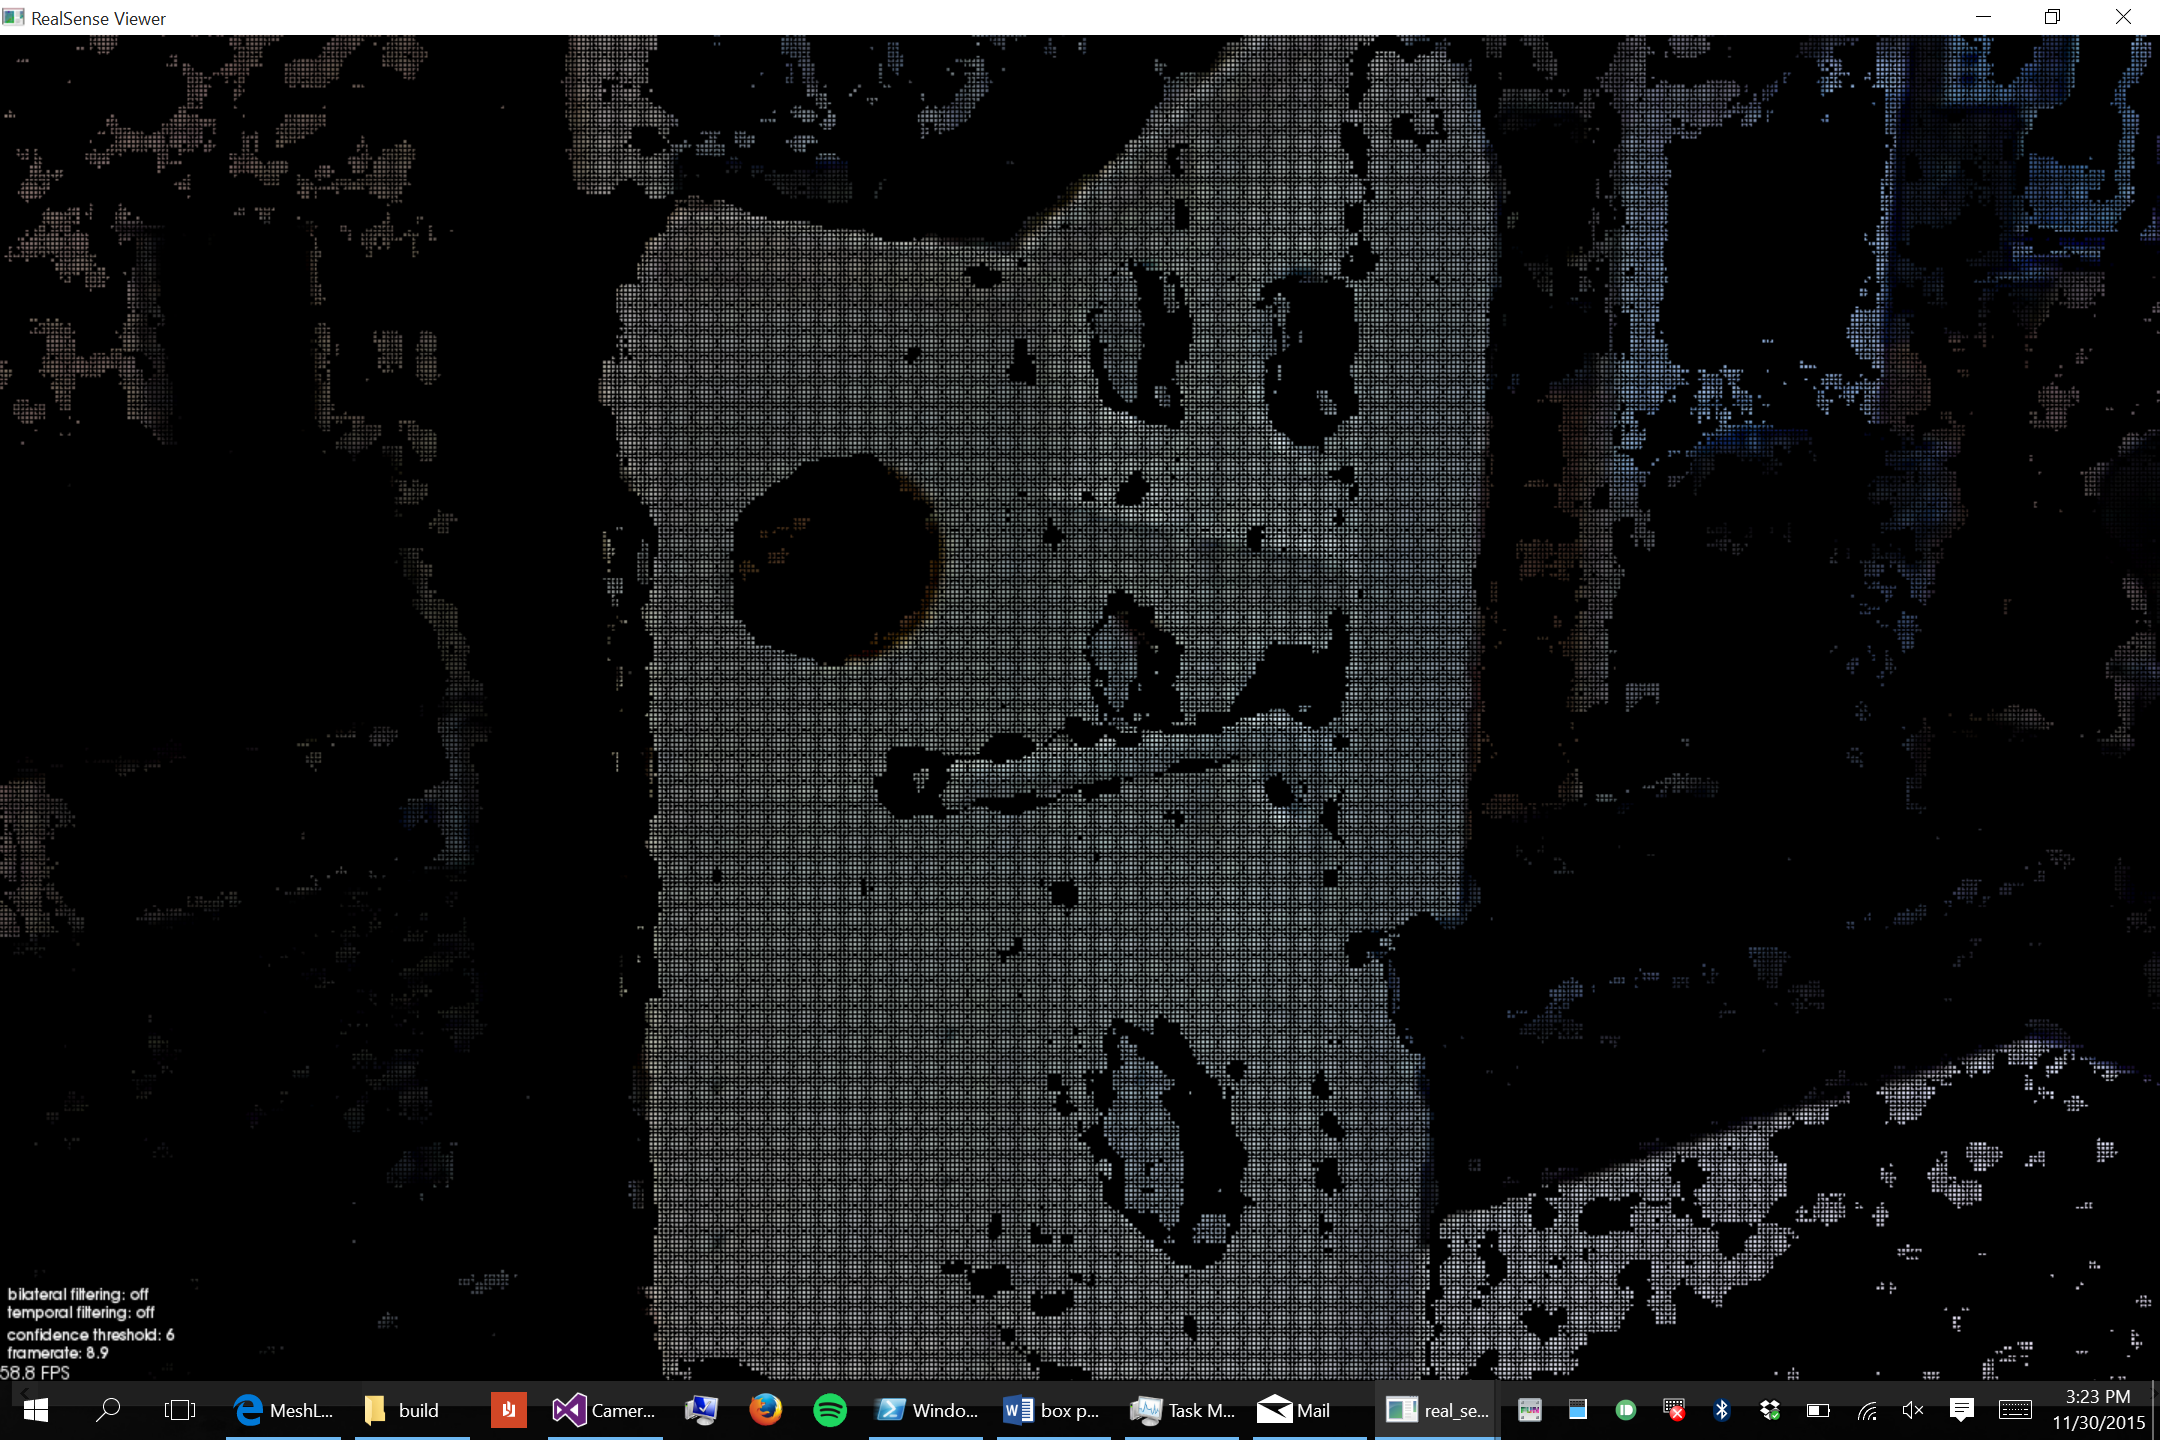 RealSense Viewer
bilateral filtering: off
temporal filtering: off
confidence threshold: 6
framerate: 8.9
58.8 FPS
MeshL...
build
Camer...
Windo...
box p...
Task M...
Mail
real_se...
FUN
3:23 PM
11/30/2015